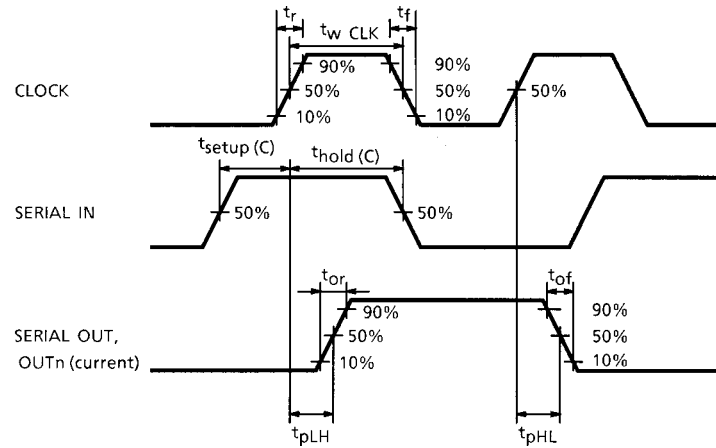 tr
tw CLK
tf
90%
90%
CLOCK
50%
50%
50%
10%
10%
tsetup (C)
thold (C)
SERIAL IN
50%
50%
tor
tof
90%
90%
SERIAL OUT,
50%
50%
OUTn (current)
10%
10%
tpLH
tpHL